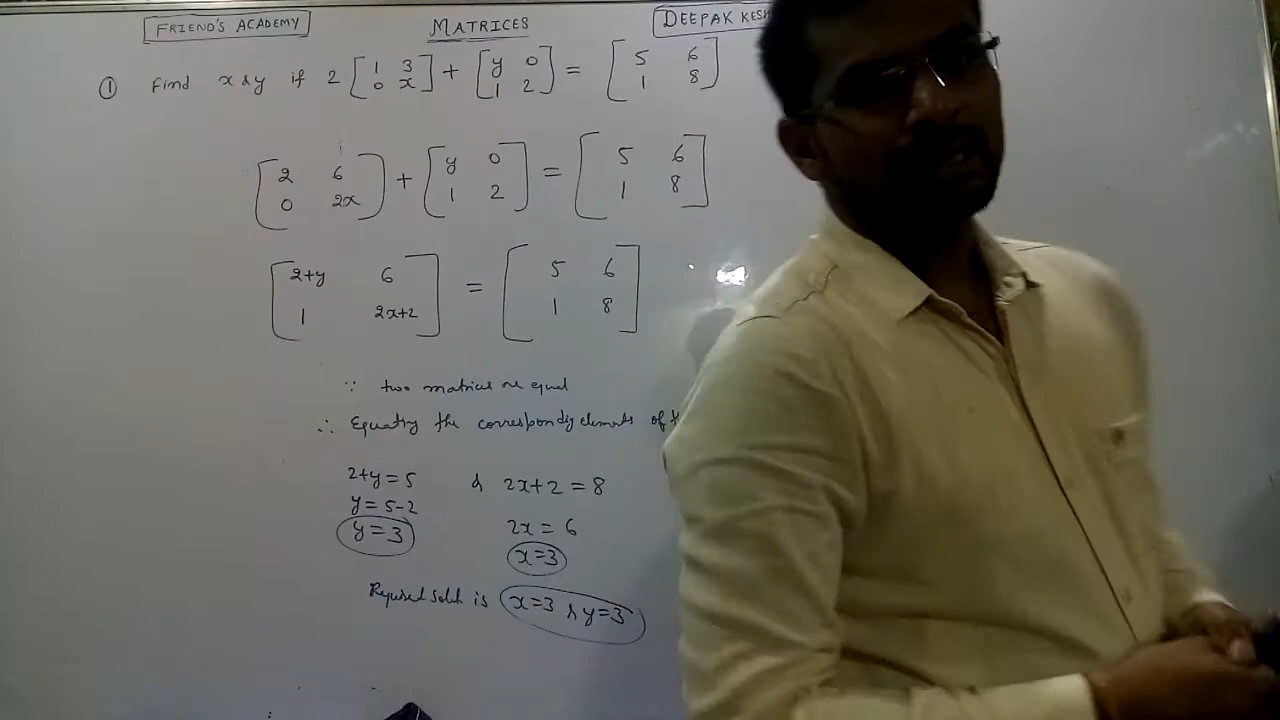 FRIEND'S ACADEMY MATRICES DEEPAK KESH
① Find x & y if 2 [1 3 + [y 0 = [5 6
0 x] 1 2] 1 8]
[2 6 + [y 0 = [5 6
0 2x] 1 2] 1 8]
[2+y 6 = [5 6
1 2x+2] 1 8]
∵ two matrices are equal
∴ Equating the corresponding elements of
2+y=5 & 2x+2=8
y=5-2
2x=6
y=3
x=3
Required soln is x=3 & y=3